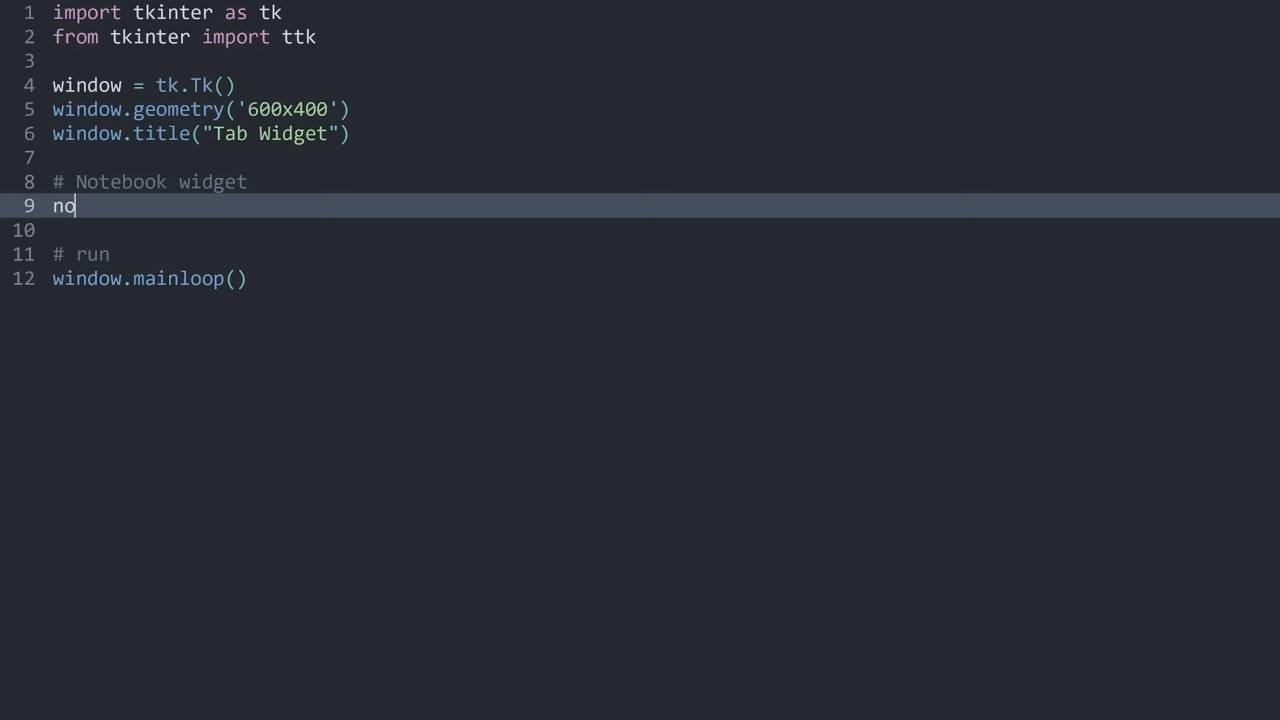 1 import tkinter as tk
2 from tkinter import ttk
3
4 window = tk.Tk()
5 window.geometry('600x400')
6 window.title("Tab Widget")
7
8 # Notebook widget
9 no
10
11 # run
12 window.mainloop()